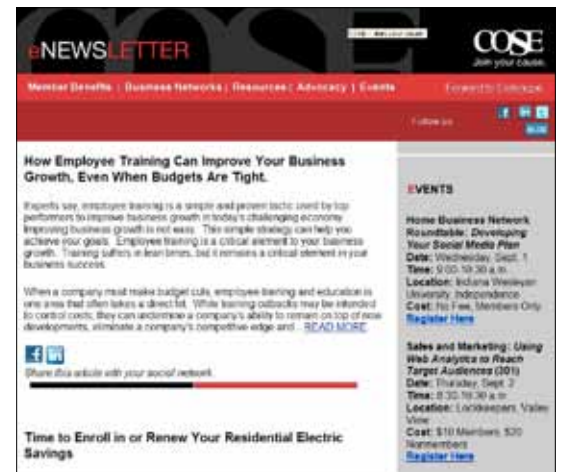 eNEWSLETTER
COSE
Join your cause.
Member Benefits | Business Networks | Resources | Advocacy | Events
Forward to Colleague
Follow us
BLOG
How Employee Training Can Improve Your Business
Growth, Even When Budgets Are Tight.
Experts say, employee training is a simple and proven tactic used by top
performers to improve business growth in today's challenging economy.
Improving business growth is not easy. This simple strategy can help you
achieve your goals. Employee training is a critical element to your business
growth. Training suffers in lean times, but it remains a critical element in your
business success.
When a company must make budget cuts, employee training and education is
one area that often takes a direct hit. While training cutbacks may be intended
to control costs, they can undermine a company's ability to remain on top of new
developments, eliminate a company's competitive edge and... READ MORE
Share this article with your social network.
Time to Enroll in or Renew Your Residential Electric
Savings
EVENTS
Home Business Network
Roundtable: Developing
Your Social Media Plan
Date: Wednesday, Sept. 1
Time: 9:00-10:30 a.m.
Location: Indiana Wesleyan
University, Independence
Cost: No Fee, Members Only
Register Here
Sales and Marketing: Using
Web Analytics to Reach
Target Audiences (301)
Date: Thursday, Sept. 2
Time: 8:30-10:30 a.m.
Location: Lockkeepers, Valley
View
Cost: $10 Members, $20
Nonmembers
Register Here